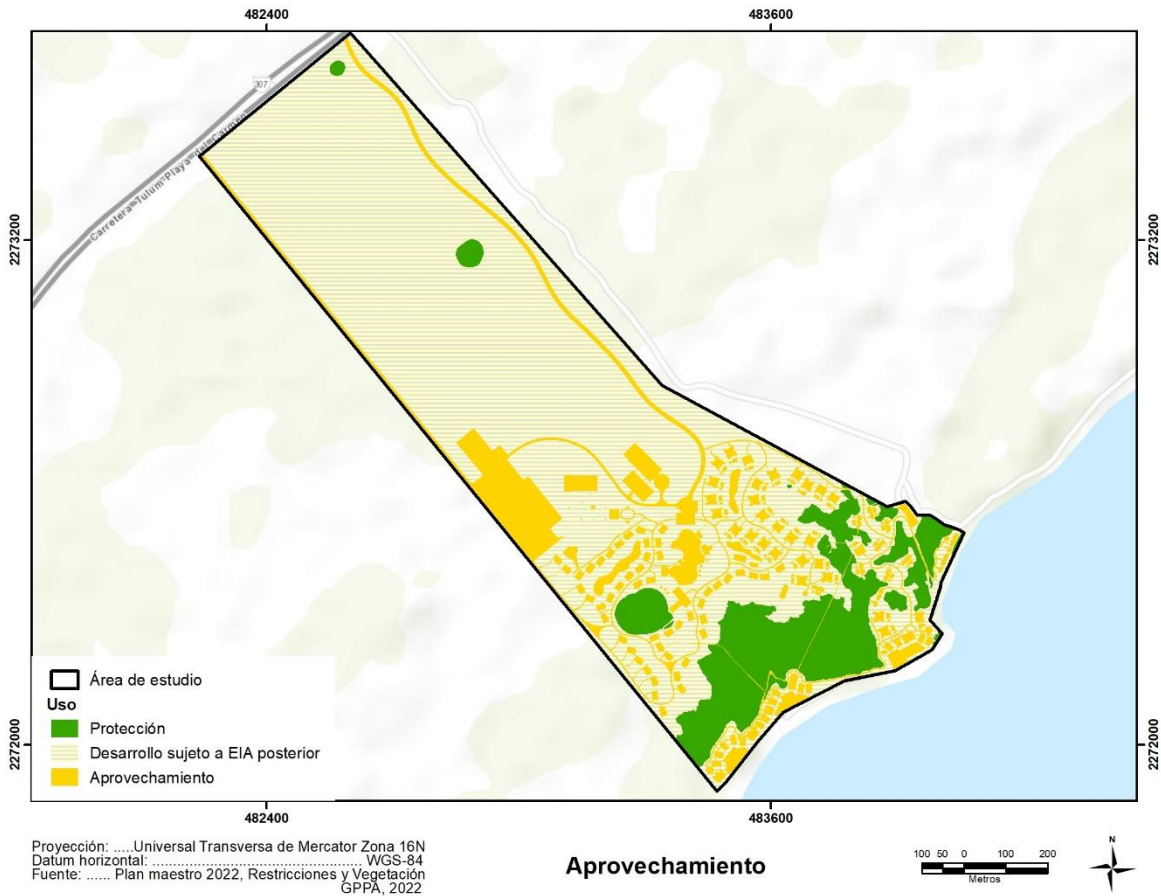 482400
483600
307
Carretera Tulum Playa del Carmen
2273200
2273200
2272000
2272000
Área de estudio
Uso
Protección
Desarrollo sujeto a EIA posterior
Aprovechamiento
482400
483600
Proyección: .....Universal Transversa de Mercator Zona 16N
Datum horizontal: ................................................ WGS-84
Fuente: ...... Plan maestro 2022, Restricciones y Vegetación
GPPA, 2022
Aprovechamiento
100 50 0 100 200
Metros
N